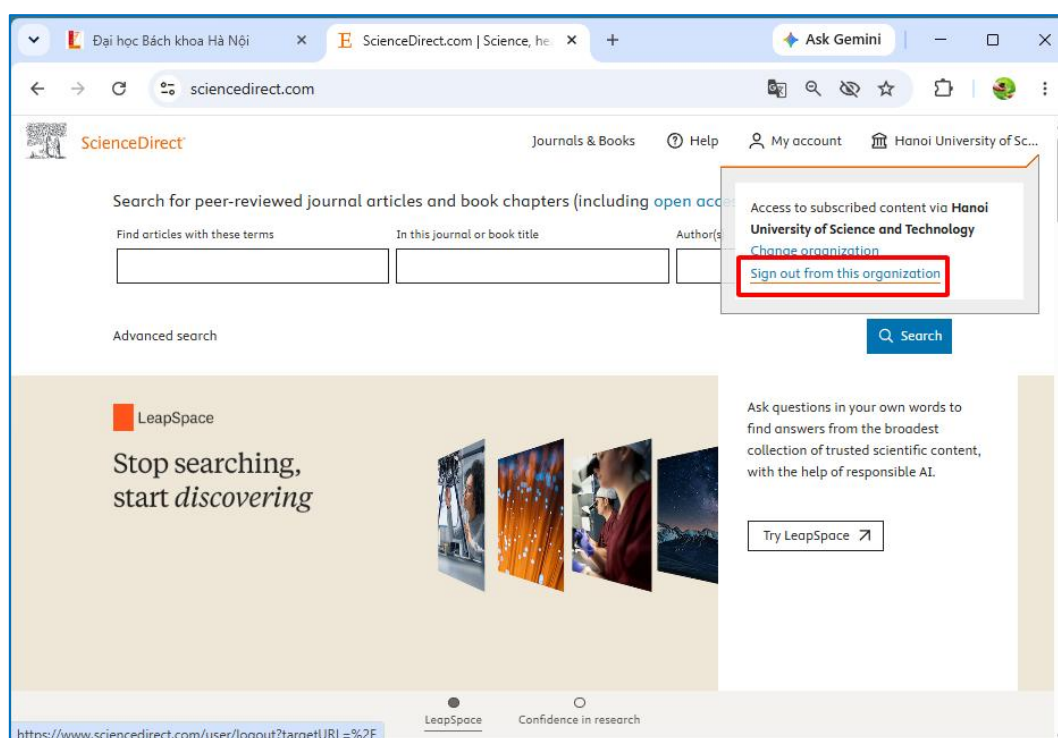 Đại học Bách khoa Hà Nội
ScienceDirect.com | Science, he
Ask Gemini
sciencedirect.com
ScienceDirect
Journals & Books
Help
My account
Hanoi University of Sc...
Search for peer-reviewed journal articles and book chapters (including open acce
Find articles with these terms
In this journal or book title
Author(s
Access to subscribed content via Hanoi
University of Science and Technology
Change organization
Sign out from this organization
Advanced search
Search
LeapSpace
Stop searching,
start discovering
Ask questions in your own words to
find answers from the broadest
collection of trusted scientific content,
with the help of responsible AI.
Try LeapSpace
LeapSpace
Confidence in research
https://www.sciencedirect.com/user/logout?targetURL=%2F